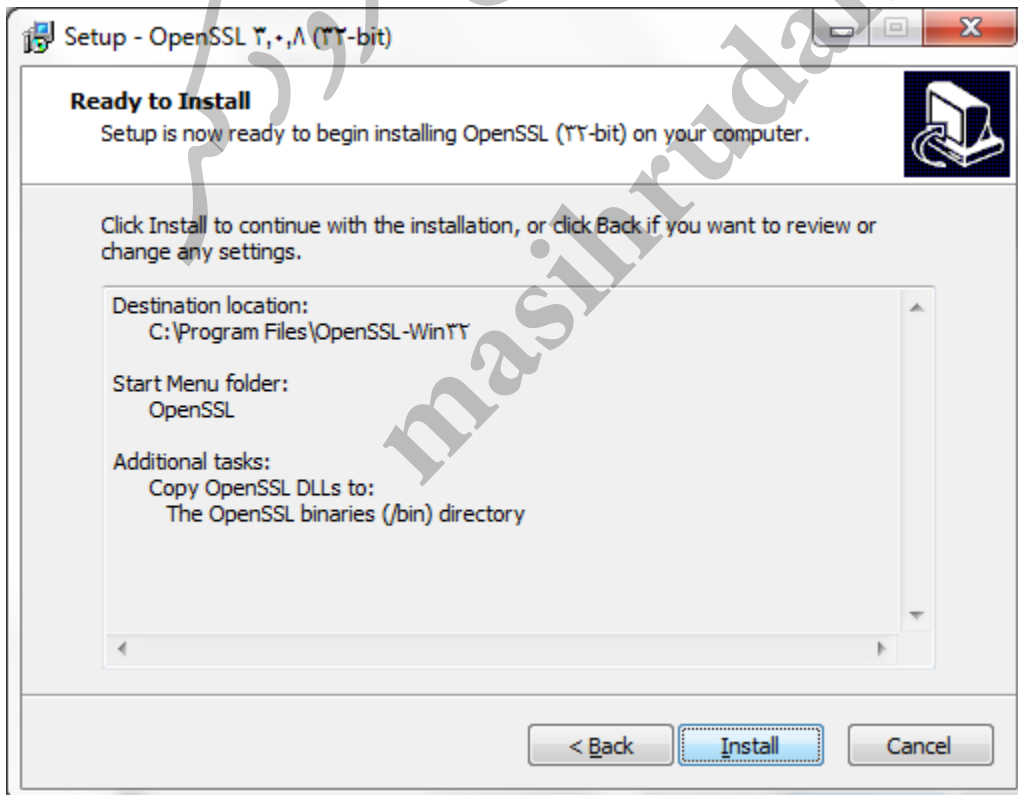 Setup - OpenSSL ۳,۰,۸ (۳۲-bit)
Ready to Install
Setup is now ready to begin installing OpenSSL (۳۲-bit) on your computer.
Click Install to continue with the installation, or click Back if you want to review or
change any settings.
Destination location:
C:\Program Files\OpenSSL-Win۳۲
Start Menu folder:
OpenSSL
Additional tasks:
Copy OpenSSL DLLs to:
The OpenSSL binaries (/bin) directory
< Back
Install
Cancel